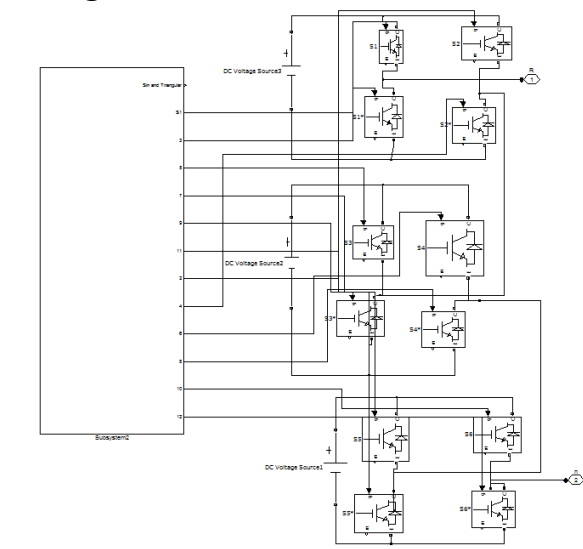 Sin and Triangular >
S1
S2
R
1
DC Voltage Source3
S1*
S2*
S1
3
5
7
9
11
2
4
6
8
10
12
S3
S4
DC Voltage Source2
S3*
S4*
Subsystem2
S5
S6
DC Voltage Source1
n
2
S5*
S6*